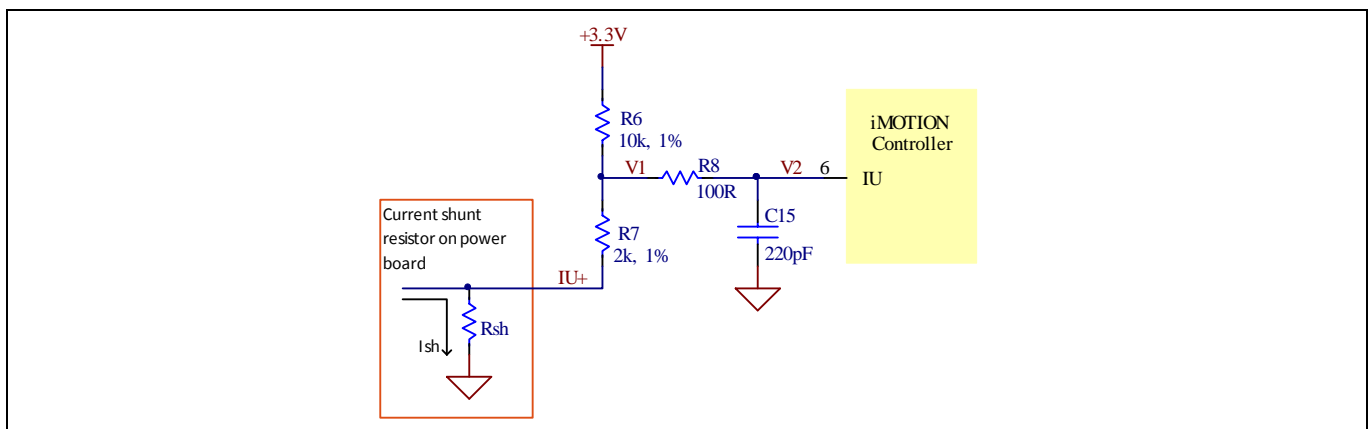 +3.3V
R6
10k, 1%
iMOTION
Controller
V1
R8
100R
V2
6
IU
C15
220pF
R7
2k, 1%
Current shunt
resistor on power
board
IU+
Rsh
Ish